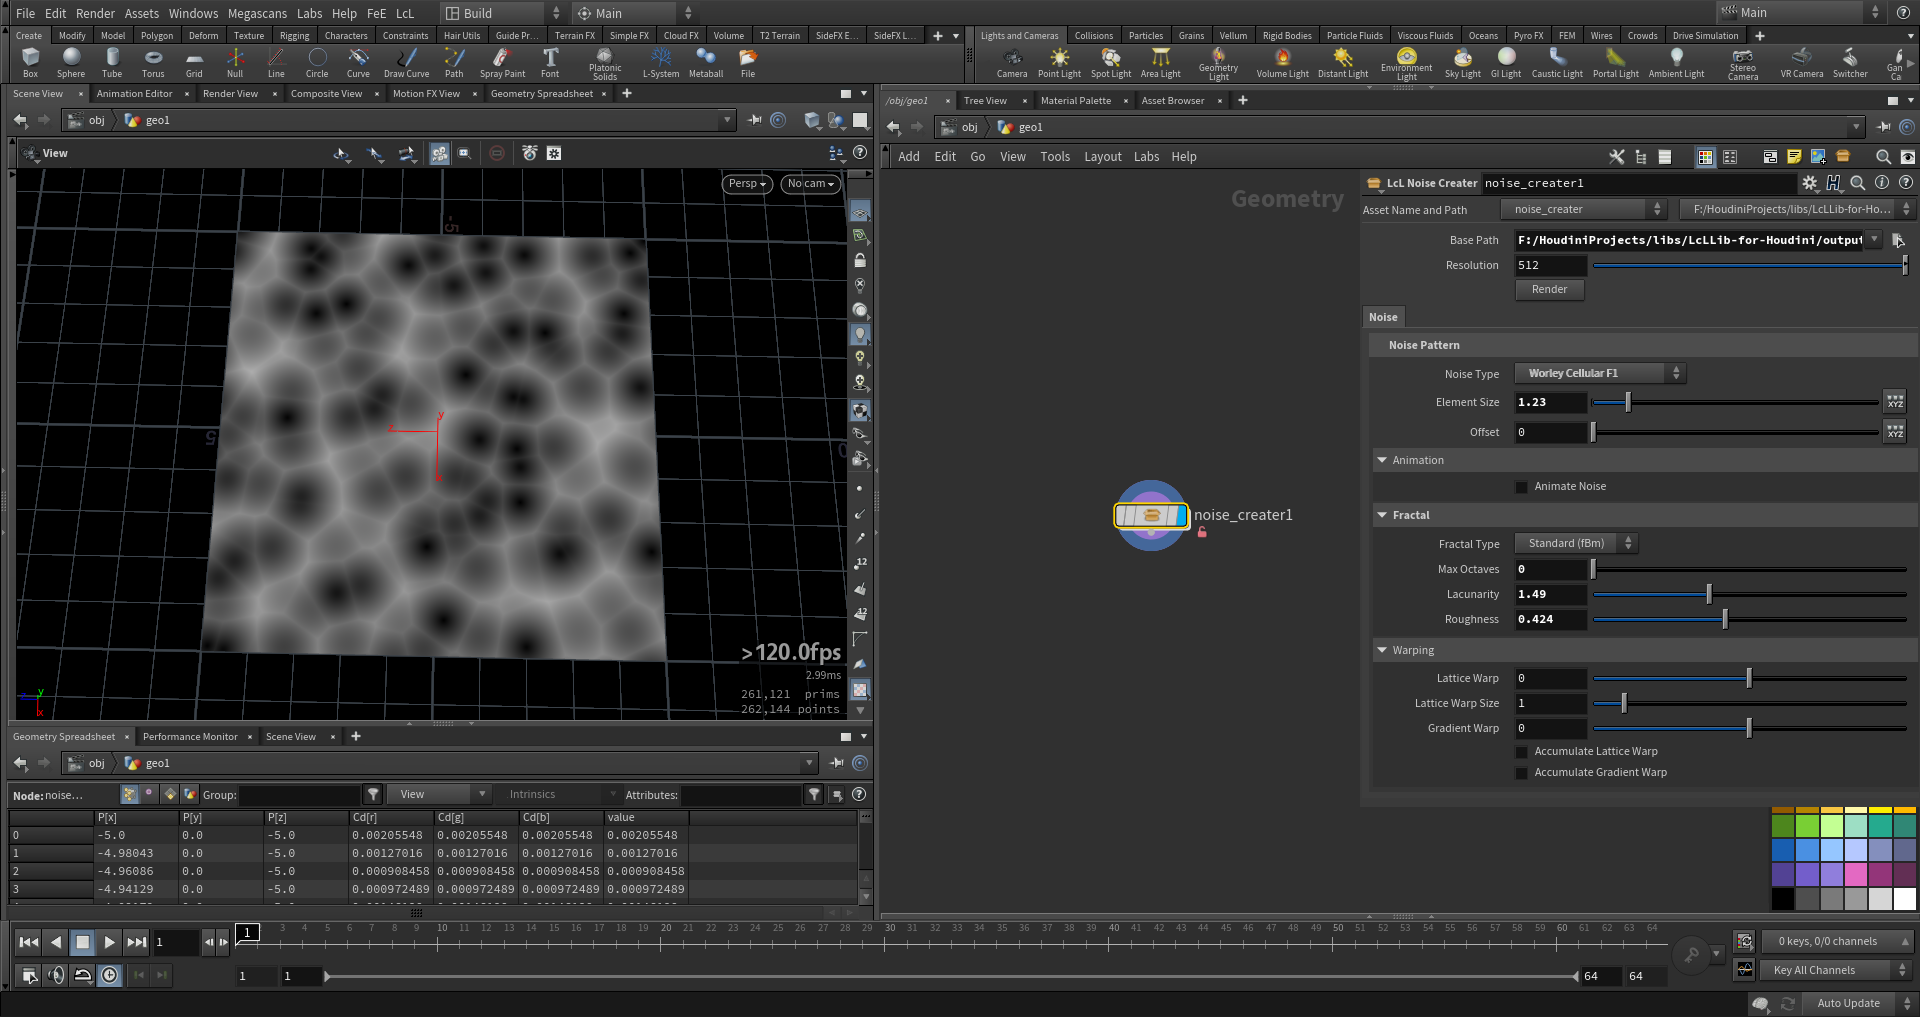 File Edit Render Assets Windows Megascans Labs Help FeE LcL Build Main Main
Create Modify Model Polygon Deform Texture Rigging Characters Constraints Hair Utils Guide Pr... Terrain FX Simple FX Cloud FX Volume T2 Terrain SideFX E... SideFX L...
Lights and Cameras Collisions Particles Grains Vellum Rigid Bodies Particle Fluids Viscous Fluids Oceans Pyro FX FEM Wires Crowds Drive Simulation
Box Sphere Tube Torus Grid Null Line Circle Curve Draw Curve Path Spray Paint Font Platonic Solids L-System Metaball File
Camera Point Light Spot Light Area Light Geometry Light Volume Light Distant Light Environment Light Sky Light GI Light Caustic Light Portal Light Ambient Light Stereo Camera VR Camera Switcher Gan Ca
Scene View Animation Editor Render View Composite View Motion FX View Geometry Spreadsheet
obj geo1
View
Persp No cam
5
5
0
y
z
x
>120.0fps
2.99ms
261,121 prims
262,144 points
y
z
x
12
12
/obj/geo1 Tree View Material Palette Asset Browser
obj geo1
Add Edit Go View Tools Layout Labs Help
Geometry
noise_creater1
LcL Noise Creater noise_creater1
Asset Name and Path noise_creater F:/HoudiniProjects/libs/LcLLib-for-Ho...
Base Path F:/HoudiniProjects/libs/LcLLib-for-Houdini/output
Resolution 512
Render
Noise
Noise Pattern
Noise Type Worley Cellular F1
Element Size 1.23 XYZ
Offset 0 XYZ
Animation
Animate Noise
Fractal
Fractal Type Standard (fBm)
Max Octaves 0
Lacunarity 1.49
Roughness 0.424
Warping
Lattice Warp 0
Lattice Warp Size 1
Gradient Warp 0
Accumulate Lattice Warp
Accumulate Gradient Warp
Geometry Spreadsheet Performance Monitor Scene View
obj geo1
Node: noise... Group: View Intrinsics Attributes:
P[x] P[y] P[z] Cd[r] Cd[g] Cd[b] value
0 -5.0 0.0 -5.0 0.00205548 0.00205548 0.00205548 0.00205548
1 -4.98043 0.0 -5.0 0.00127016 0.00127016 0.00127016 0.00127016
2 -4.96086 0.0 -5.0 0.000908458 0.000908458 0.000908458 0.000908458
3 -4.94129 0.0 -5.0 0.000972489 0.000972489 0.000972489 0.000972489
1 1 3 4 5 6 7 8 9 10 11 12 13 14 15 16 17 18 19 20 21 22 23 24 25 26 27 28 29 30 31 32 33 34 35 36 37 38 39 40 41 42 43 44 45 46 47 48 49 50 51 52 53 54 55 56 57 58 59 60 61 62 63 64
0 keys, 0/0 channels
1 1 64 64
Key All Channels
Auto Update